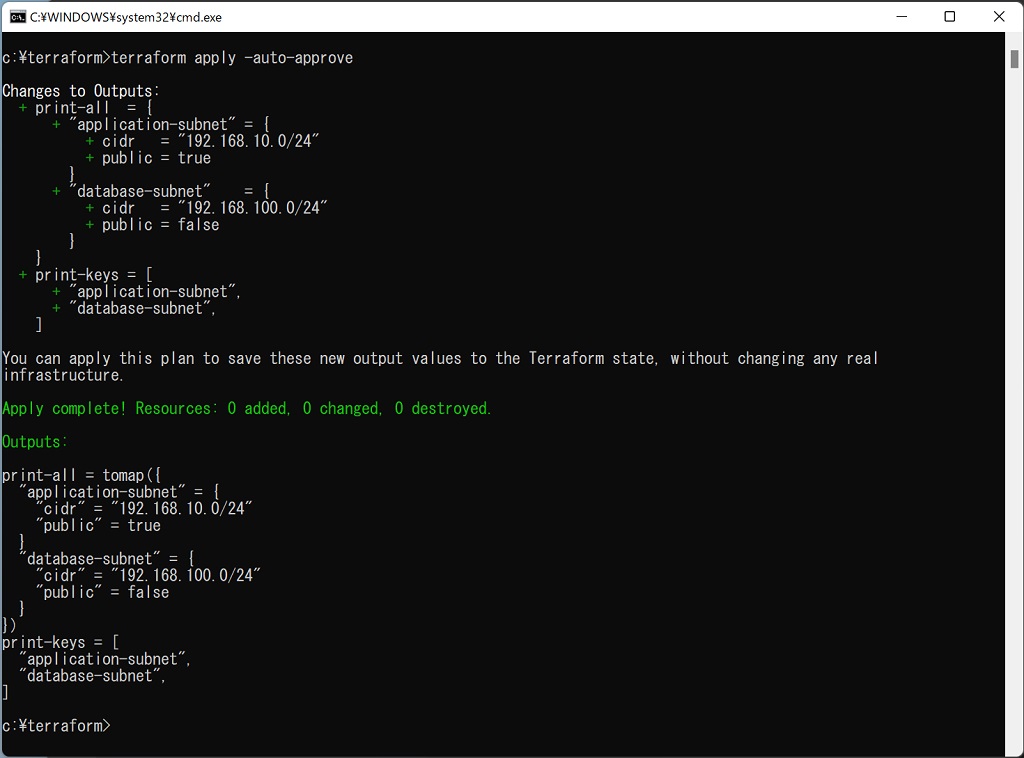 C:¥WINDOWS¥system32¥cmd.exe
c:¥terraform>terraform apply -auto-approve
Changes to Outputs:
  + print-all  = {
      + "application-subnet" = {
          + cidr   = "192.168.10.0/24"
          + public = true
        }
      + "database-subnet"    = {
          + cidr   = "192.168.100.0/24"
          + public = false
        }
    }
  + print-keys = [
      + "application-subnet",
      + "database-subnet",
    ]
You can apply this plan to save these new output values to the Terraform state, without changing any real
infrastructure.
Apply complete! Resources: 0 added, 0 changed, 0 destroyed.
Outputs:
print-all = tomap({
  "application-subnet" = {
    "cidr" = "192.168.10.0/24"
    "public" = true
  }
  "database-subnet" = {
    "cidr" = "192.168.100.0/24"
    "public" = false
  }
})
print-keys = [
  "application-subnet",
  "database-subnet",
]
c:¥terraform>